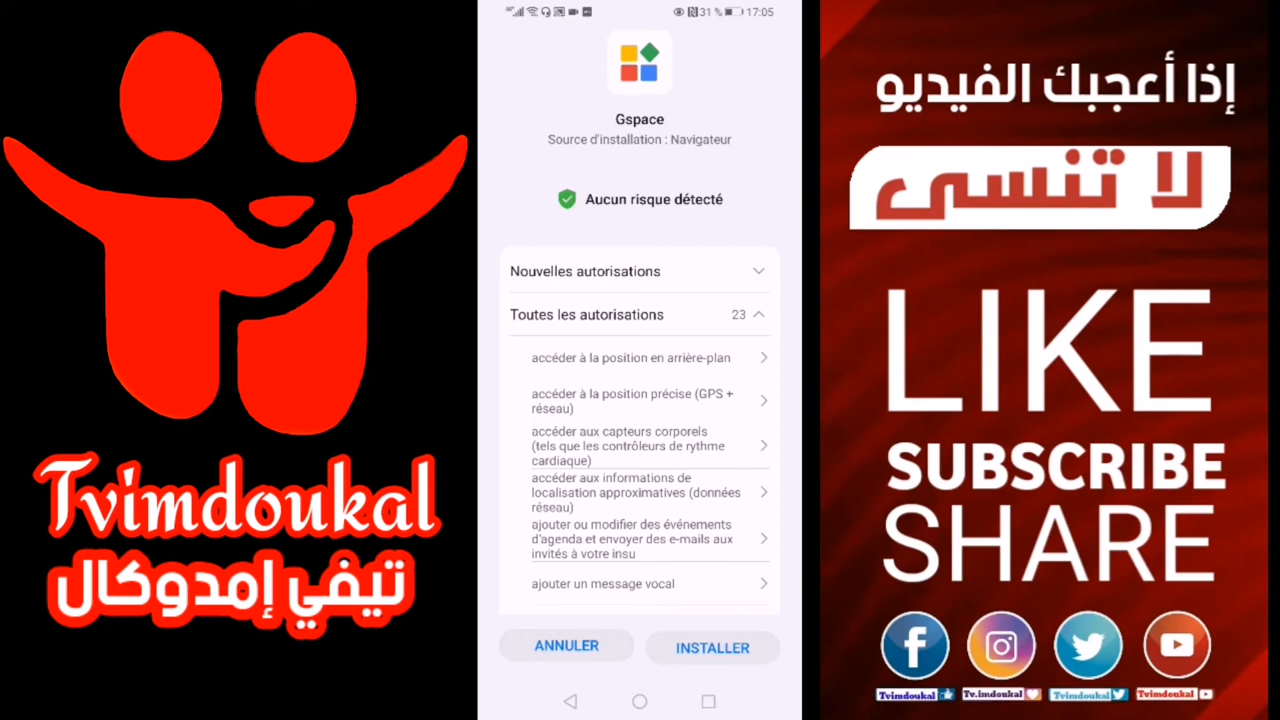 Tvimdoukal
تيفي إمدوكال
31 % 17:05
Gspace
Source d'installation : Navigateur
Aucun risque détecté
Nouvelles autorisations
Toutes les autorisations 23
accéder à la position en arrière-plan
accéder à la position précise (GPS +
réseau)
accéder aux capteurs corporels
(tels que les contrôleurs de rythme
cardiaque)
accéder aux informations de
localisation approximatives (données
réseau)
ajouter ou modifier des événements
d'agenda et envoyer des e-mails aux
invités à votre insu
ajouter un message vocal
ANNULER INSTALLER
إذا أعجبك الفيديو
لا تنسى
LIKE
SUBSCRIBE
SHARE
Tvimdoukal Tv.imdoukal Tvimdoukal Tvimdoukal